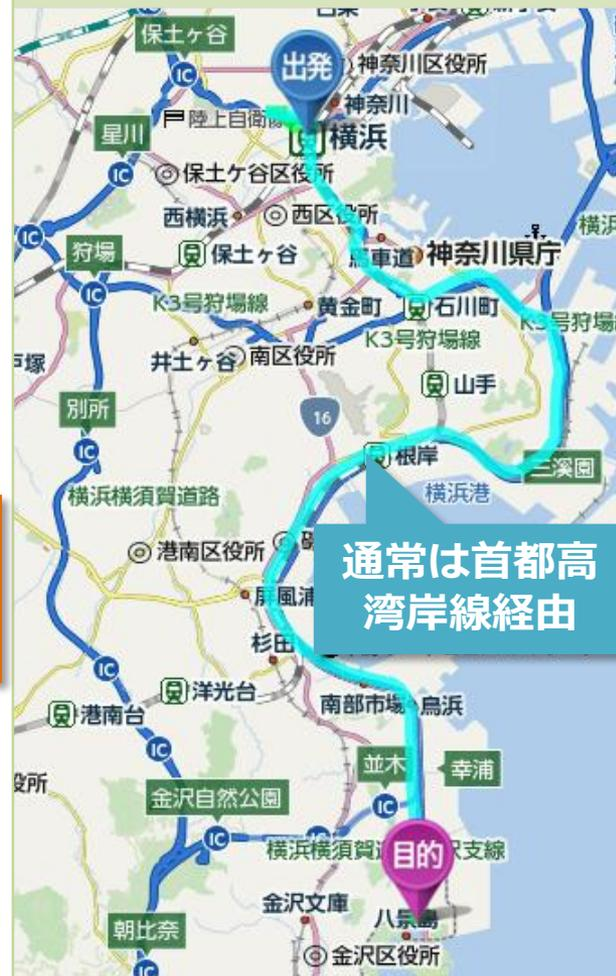 保土ヶ谷
IC
出発
神奈川区役所
神奈川
陸上自衛
横浜
星川
IC
保土ケ谷区役所
西横浜
西区役所
IC
狩場
保土ヶ谷
馬車道
神奈川県庁
IC
K3号狩場線
黄金町
石川町
K3号狩場
K3号狩場線
井土ヶ谷
南区役所
山手
別所
16
IC
根岸
三溪園
横浜横須賀道路
横浜港
港南区役所
通常は首都高
湾岸線経由
屏風浦
杉田
IC
洋光台
港南台
南部市場
鳥浜
IC
並木
幸浦
金沢自然公園
IC
IC
IC
横浜横須賀道
支線
目的
金沢文庫
八景島
朝比奈
金沢区役所
IC